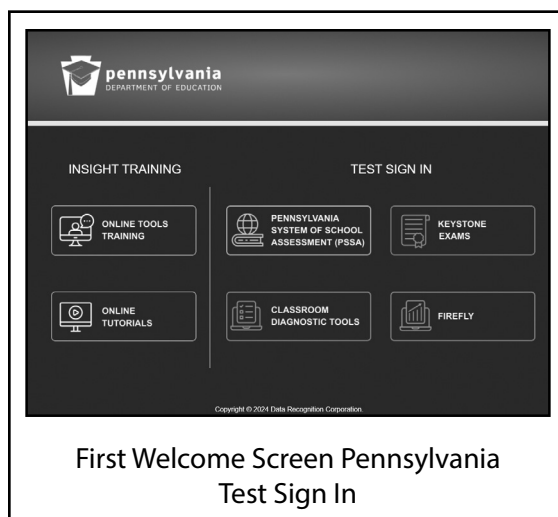 pennsylvania
DEPARTMENT OF EDUCATION
INSIGHT TRAINING
TEST SIGN IN
ONLINE TOOLS
TRAINING
PENNSYLVANIA
SYSTEM OF SCHOOL
ASSESSMENT (PSSA)
KEYSTONE
EXAMS
ONLINE
TUTORIALS
CLASSROOM
DIAGNOSTIC TOOLS
FIREFLY
Copyright © 2024 Data Recognition Corporation.
First Welcome Screen Pennsylvania
Test Sign In